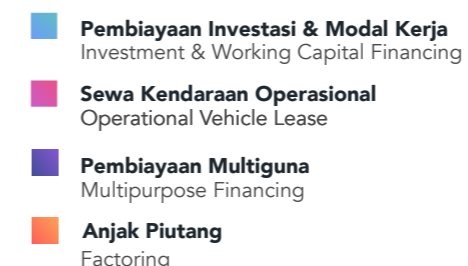 Pembiayaan Investasi & Modal Kerja
Investment & Working Capital Financing
Sewa Kendaraan Operasional
Operational Vehicle Lease
Pembiayaan Multiguna
Multipurpose Financing
Anjak Piutang
Factoring